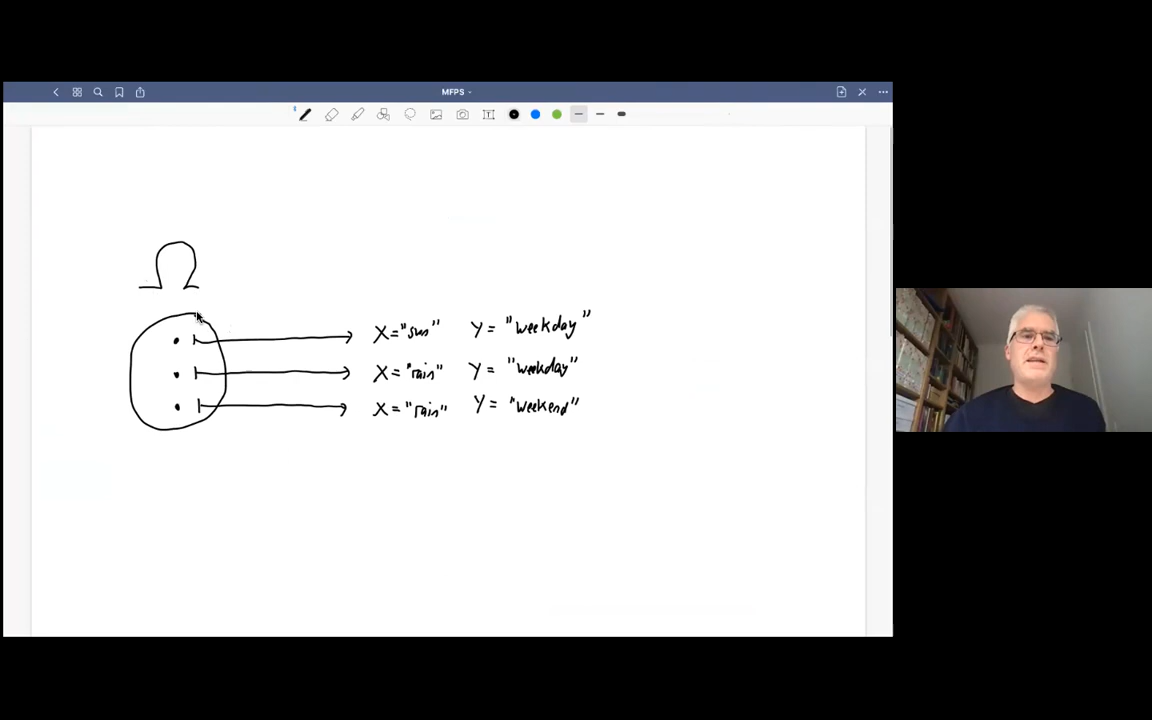 MFPS
T
Ω
X="sun" Y="weekday"
X="rain" Y="weekday"
X="rain" Y="weekend"